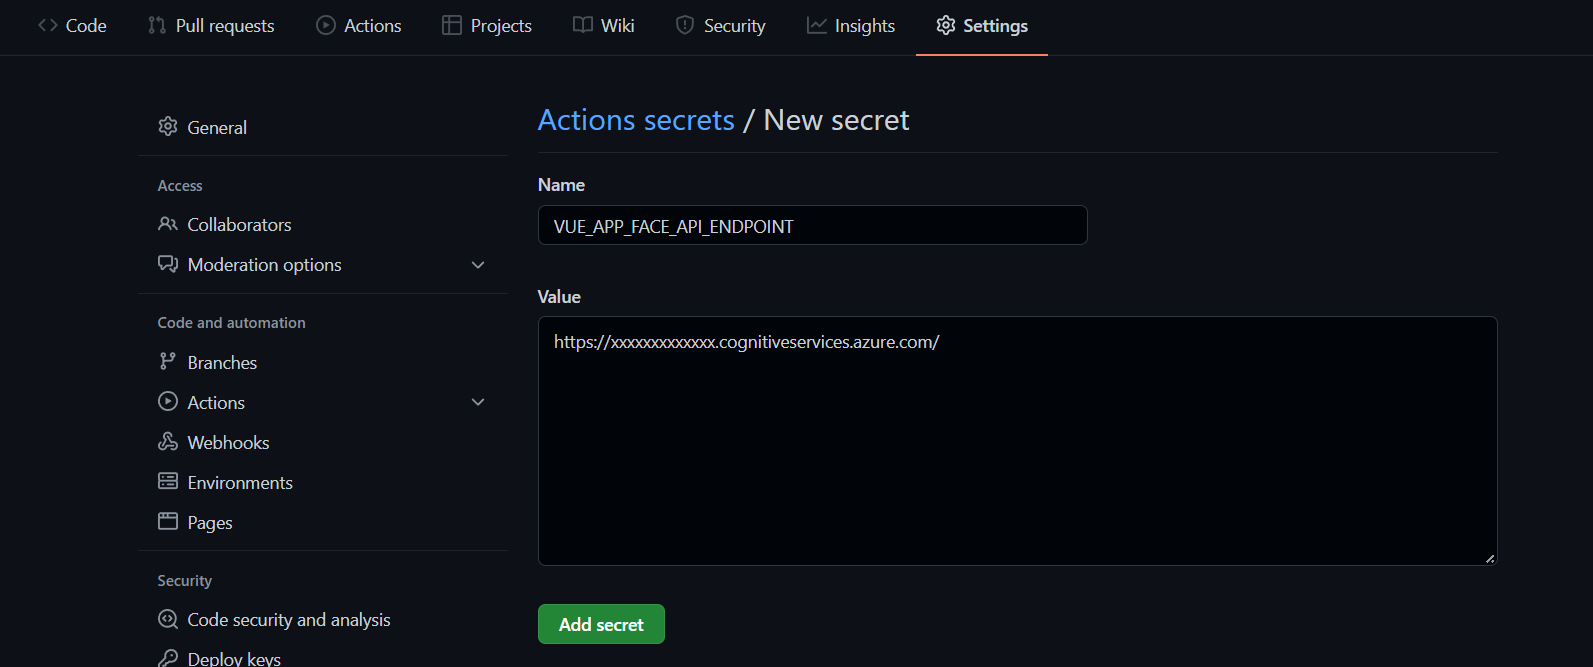 Code Pull requests Actions Projects Wiki Security Insights Settings
General
Access
Collaborators
Moderation options
Code and automation
Branches
Actions
Webhooks
Environments
Pages
Security
Code security and analysis
Deploy keys
Actions secrets / New secret
Name
VUE_APP_FACE_API_ENDPOINT
Value
https://xxxxxxxxxxxxx.cognitiveservices.azure.com/
Add secret